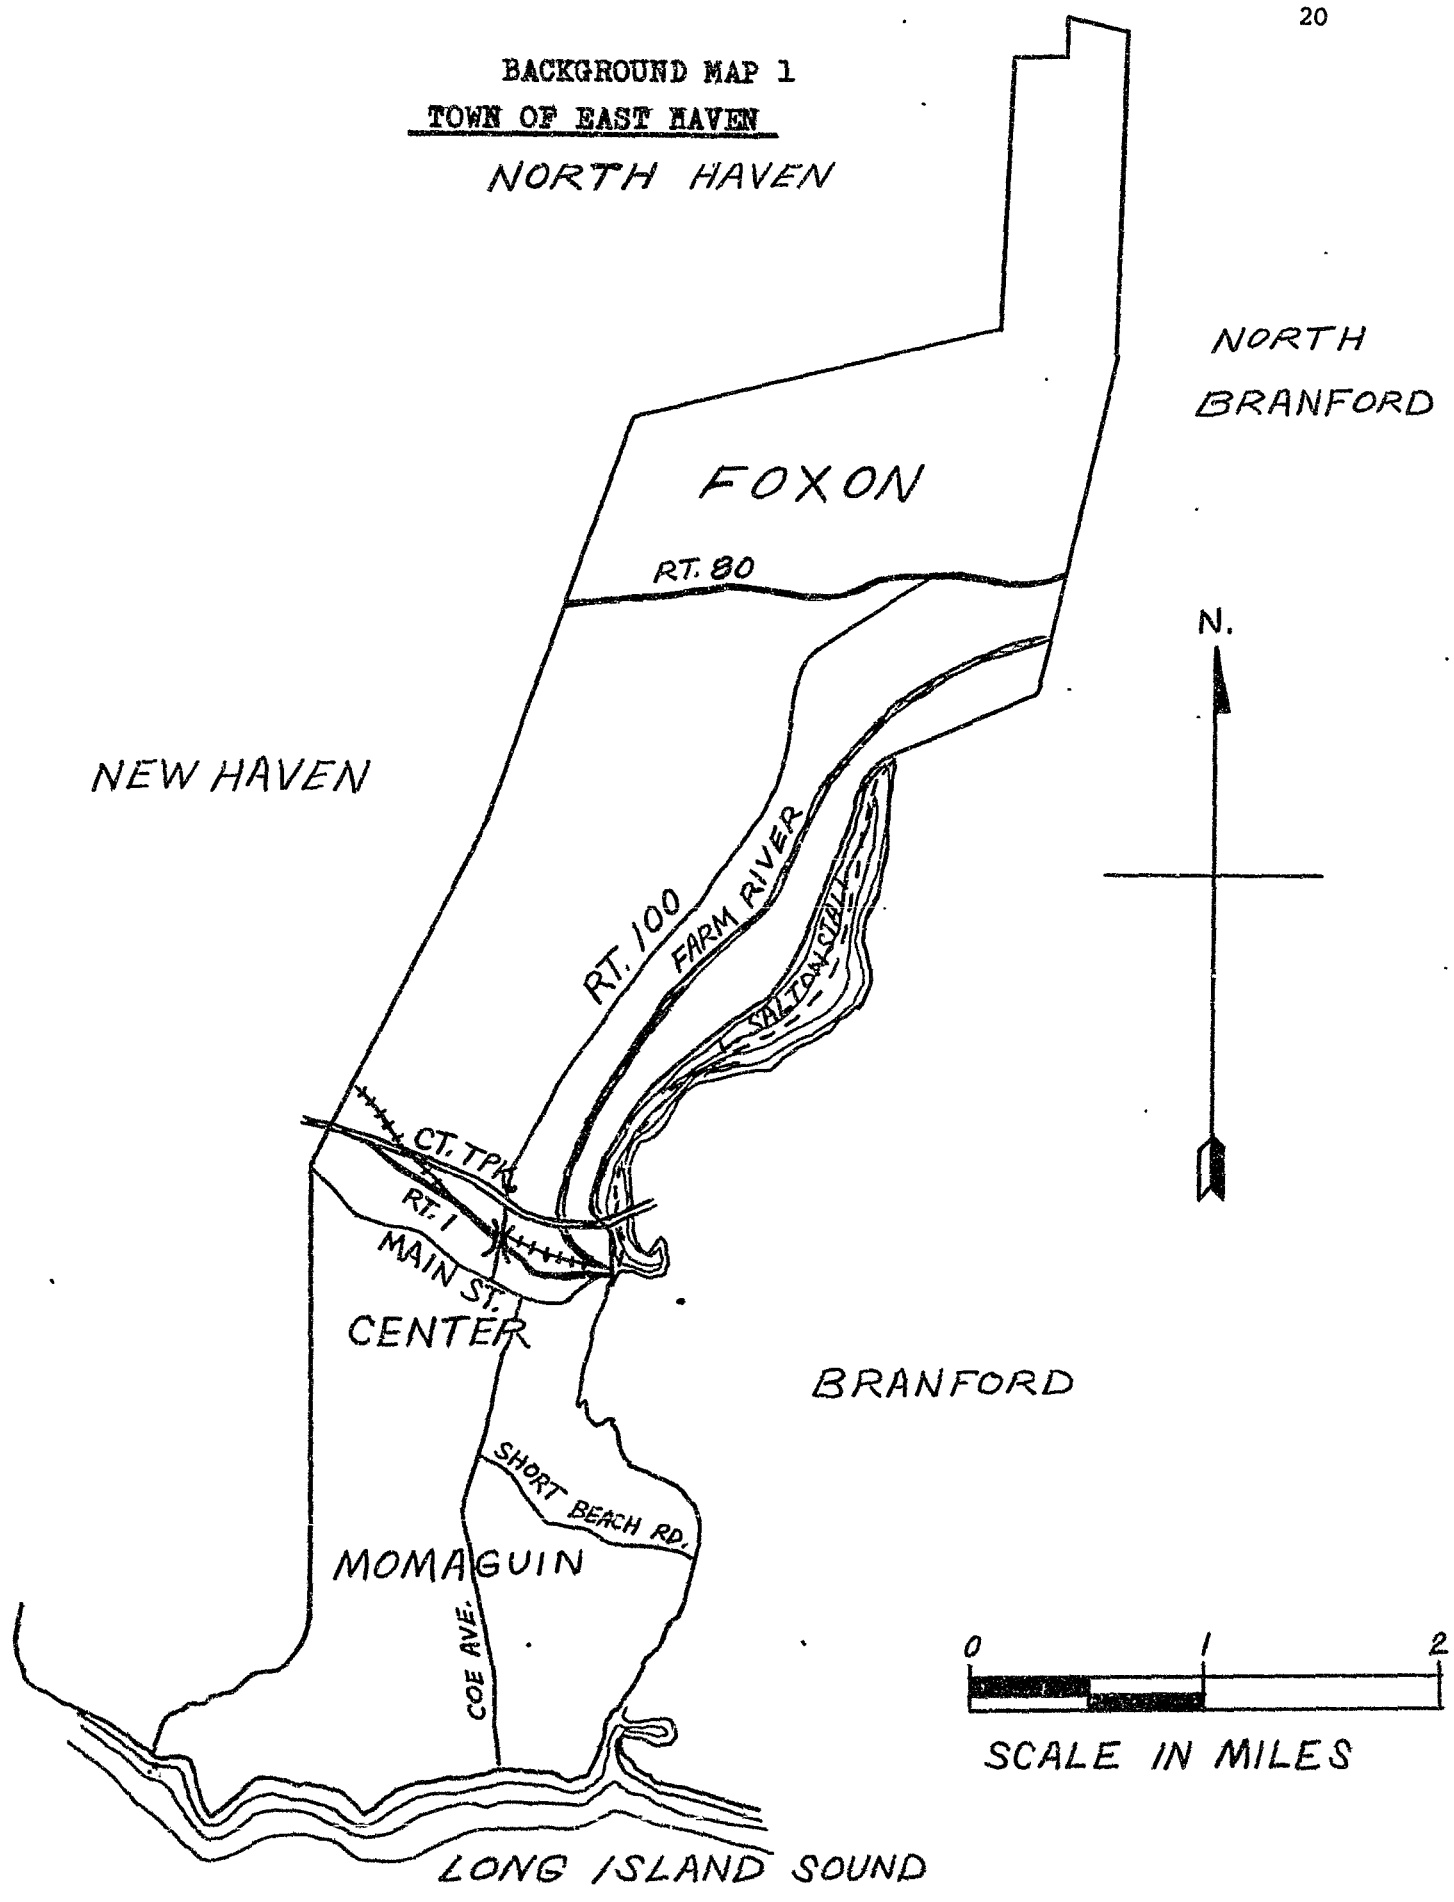 20
BACKGROUND MAP 1
TOWN OF EAST HAVEN
NORTH HAVEN
NORTH
BRANFORD
FOXON
RT. 80
N.
NEW HAVEN
RT. 100
FARM RIVER
L. SALTONSTALL
CT. TPK.
RT. 1
MAIN ST.
CENTER
BRANFORD
SHORT BEACH RD.
MOMAGUIN
COE AVE.
0 1 2
SCALE IN MILES
LONG ISLAND SOUND